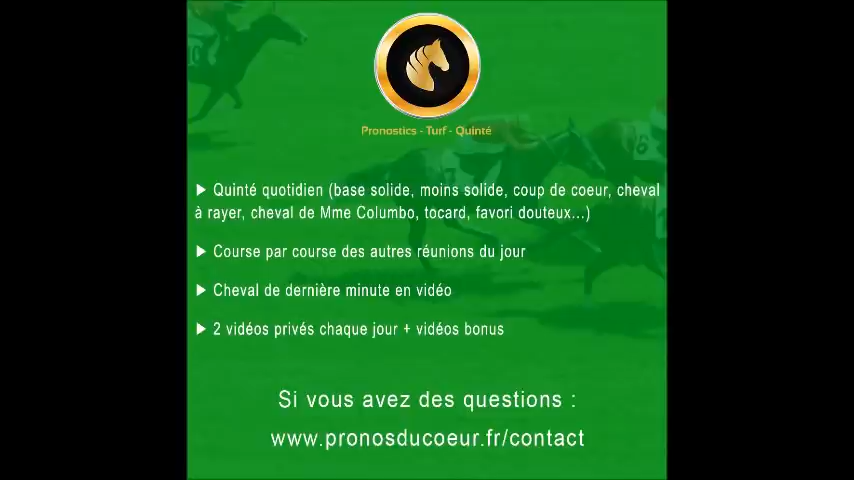 Pronostics - Turf - Quinté
▶ Quinté quotidien (base solide, moins solide, coup de coeur, cheval
à rayer, cheval de Mme Columbo, tocard, favori douteux...)
▶ Course par course des autres réunions du jour
▶ Cheval de dernière minute en vidéo
▶ 2 vidéos privés chaque jour + vidéos bonus
Si vous avez des questions :
www.pronosducoeur.fr/contact